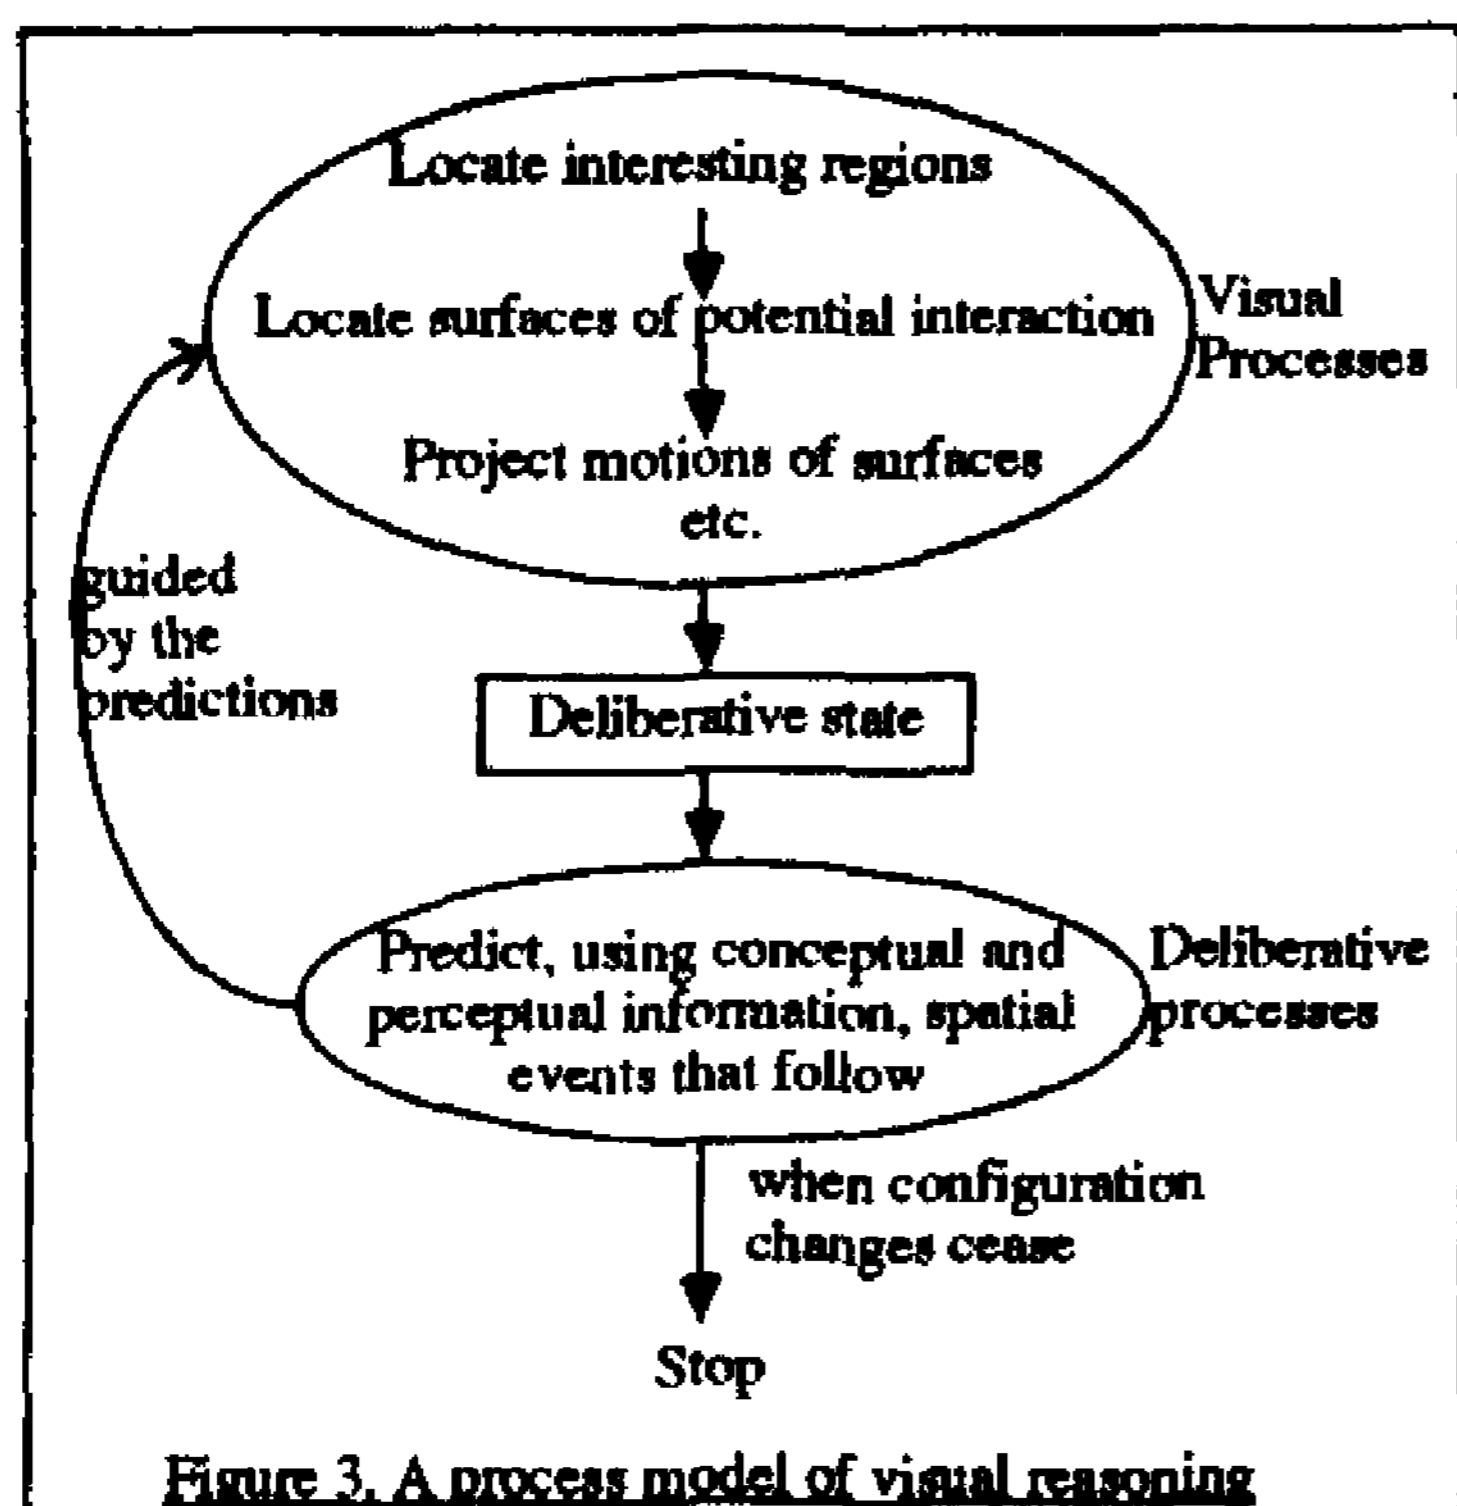 Locate interesting regions
Locate surfaces of potential interaction
Visual
Processes
Project motions of surfaces
etc.
guided
by the
predictions
Deliberative state
Predict, using conceptual and
perceptual information, spatial
events that follow
Deliberative
processes
when configuration
changes cease
Stop
Figure 3. A process model of visual reasoning